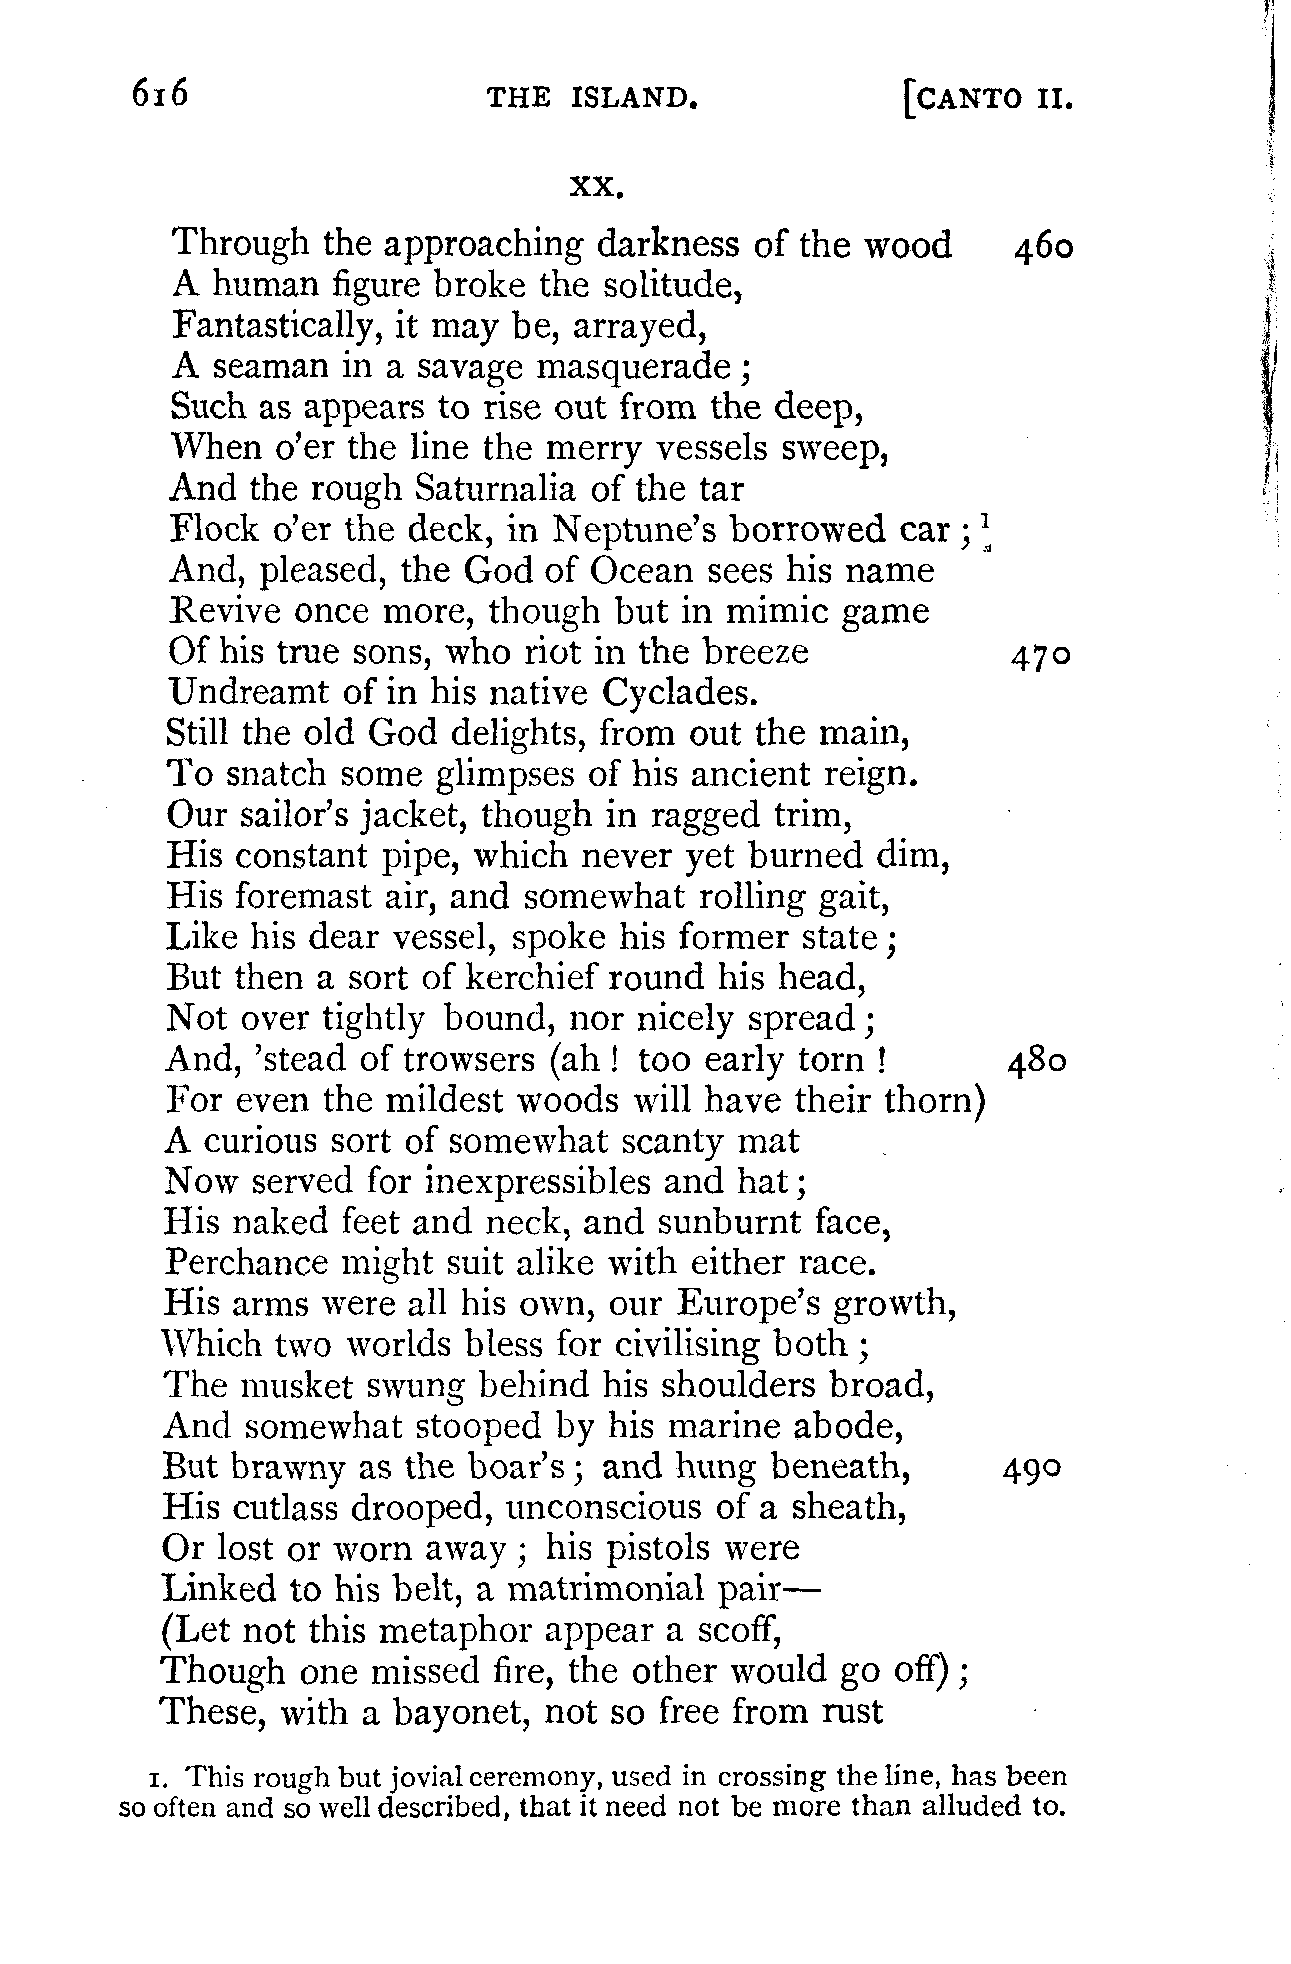 616 THE ISLAND. [CANTO II.
XX.
Through the approaching darkness of the wood 460
A human figure broke the solitude,
Fantastically, it may be, arrayed,
A seaman in a savage masquerade ;
Such as appears to rise out from the deep,
When o'er the line the merry vessels sweep,
And the rough Saturnalia of the tar
Flock o'er the deck, in Neptune's borrowed car ; 1
And, pleased, the God of Ocean sees his name
Revive once more, though but in mimic game
Of his true sons, who riot in the breeze 470
Undreamt of in his native Cyclades.
Still the old God delights, from out the main,
To snatch some glimpses of his ancient reign.
Our sailor's jacket, though in ragged trim,
His constant pipe, which never yet burned dim,
His foremast air, and somewhat rolling gait,
Like his dear vessel, spoke his former state ;
But then a sort of kerchief round his head,
Not over tightly bound, nor nicely spread ;
And, 'stead of trowsers (ah ! too early torn ! 480
For even the mildest woods will have their thorn)
A curious sort of somewhat scanty mat
Now served for inexpressibles and hat ;
His naked feet and neck, and sunburnt face,
Perchance might suit alike with either race.
His arms were all his own, our Europe's growth,
Which two worlds bless for civilising both ;
The musket swung behind his shoulders broad,
And somewhat stooped by his marine abode,
But brawny as the boar's ; and hung beneath, 490
His cutlass drooped, unconscious of a sheath,
Or lost or worn away ; his pistols were
Linked to his belt, a matrimonial pair—
(Let not this metaphor appear a scoff,
Though one missed fire, the other would go off) ;
These, with a bayonet, not so free from rust
1. This rough but jovial ceremony, used in crossing the line, has been
so often and so well described, that it need not be more than alluded to.